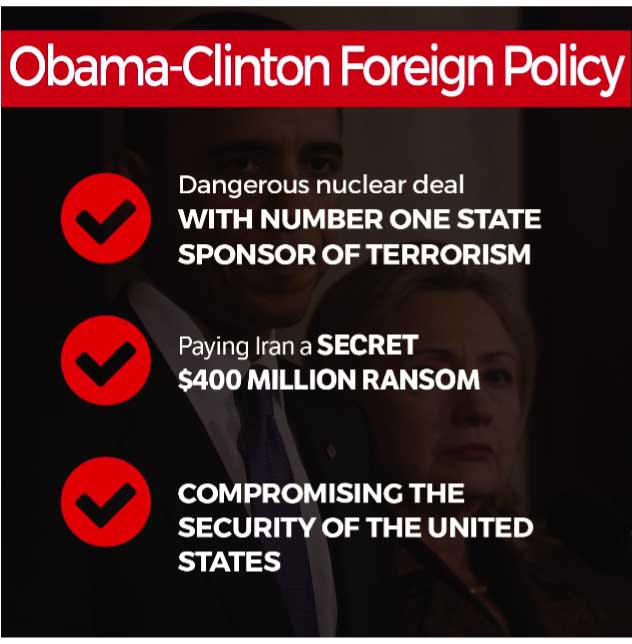 Obama-Clinton Foreign Policy
Dangerous nuclear deal
WITH NUMBER ONE STATE
SPONSOR OF TERRORISM
Paying Iran a SECRET
$400 MILLION RANSOM
COMPROMISING THE
SECURITY OF THE UNITED
STATES